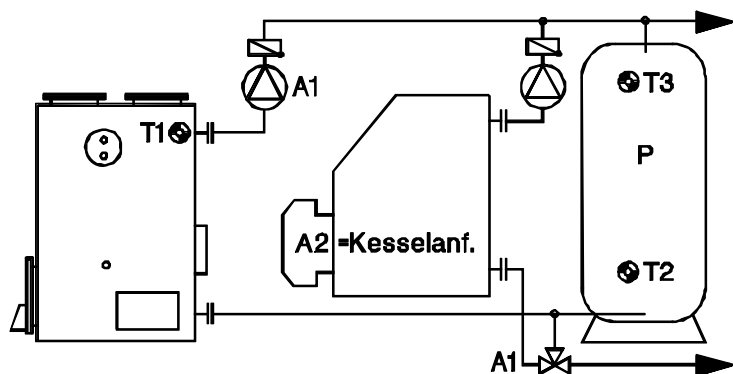 A1
T3
T1
P
A2 =Kesselanf.
T2
A1